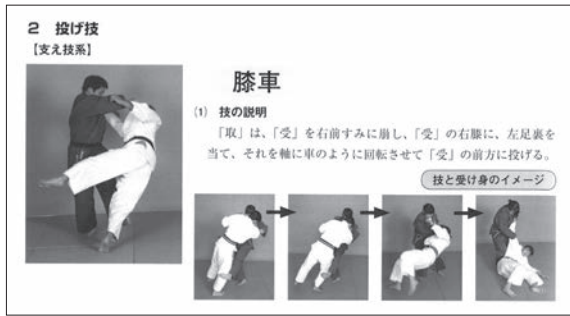 2 投げ技
【支え技系】
膝車
(1) 技の説明
「取」は、「受」を右前すみに崩し、「受」の右膝に、左足裏を
当て、それを軸に車のように回転させて「受」の前方に投げる。
技と受け身のイメージ